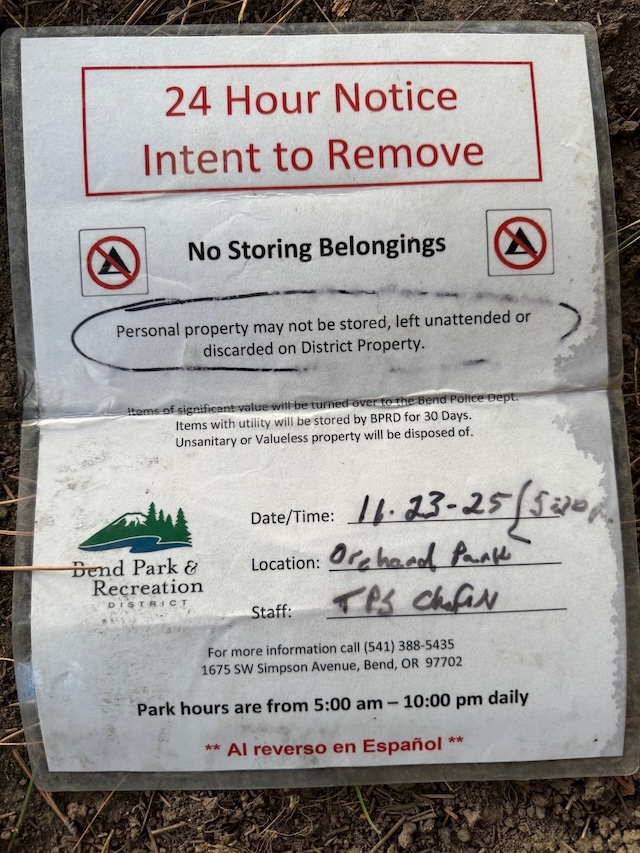 24 Hour Notice
Intent to Remove
No Storing Belongings
Personal property may not be stored, left unattended or
discarded on District Property.
Items of significant value will be turned over to the Bend Police Dept.
Items with utility will be stored by BPRD for 30 Days.
Unsanitary or Valueless property will be disposed of.
Date/Time: 11-23-25
Location: Orchard Park
Staff: TPS
Bend Park &
Recreation
DISTRICT
For more information call (541) 388-5435
1675 SW Simpson Avenue, Bend, OR 97702
Park hours are from 5:00 am – 10:00 pm daily
** Al reverso en Español **